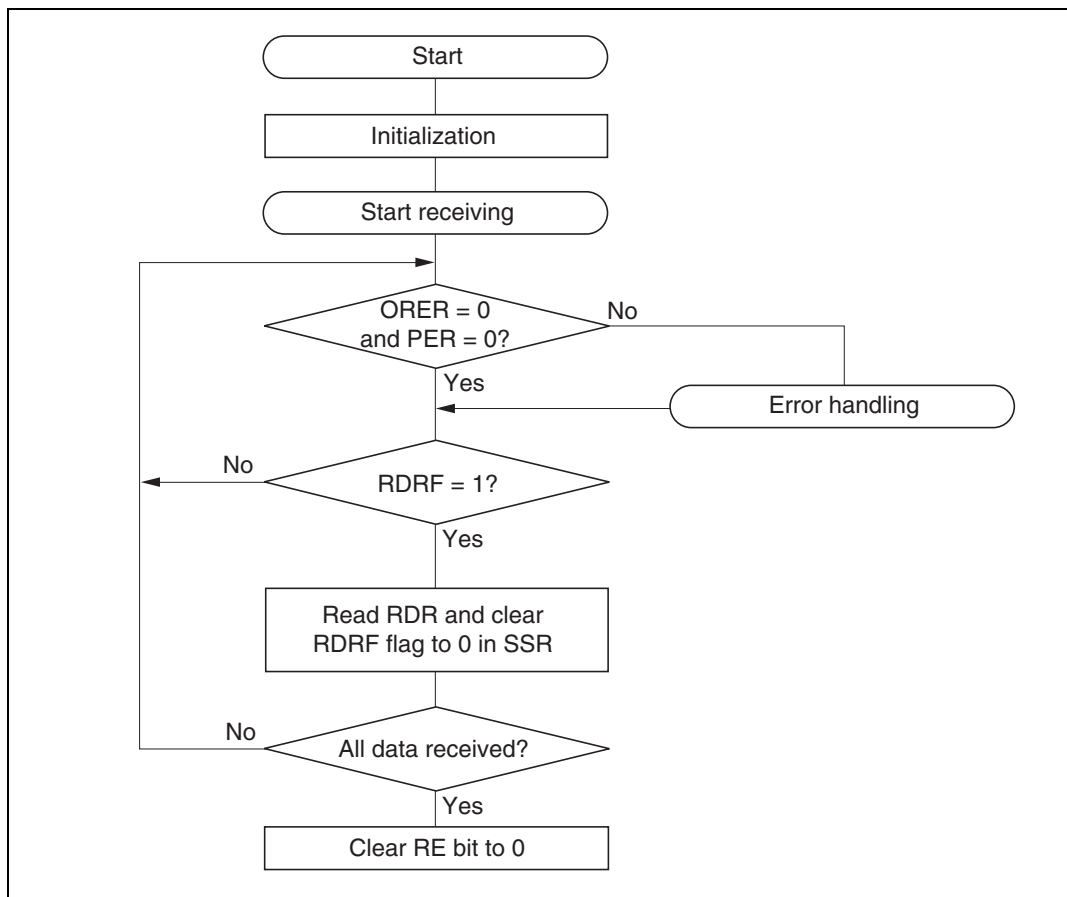 Start
Initialization
Start receiving
ORER = 0
and PER = 0?
No
Yes
Error handling
No
RDRF = 1?
Yes
Read RDR and clear
RDRF flag to 0 in SSR
No
All data received?
Yes
Clear RE bit to 0